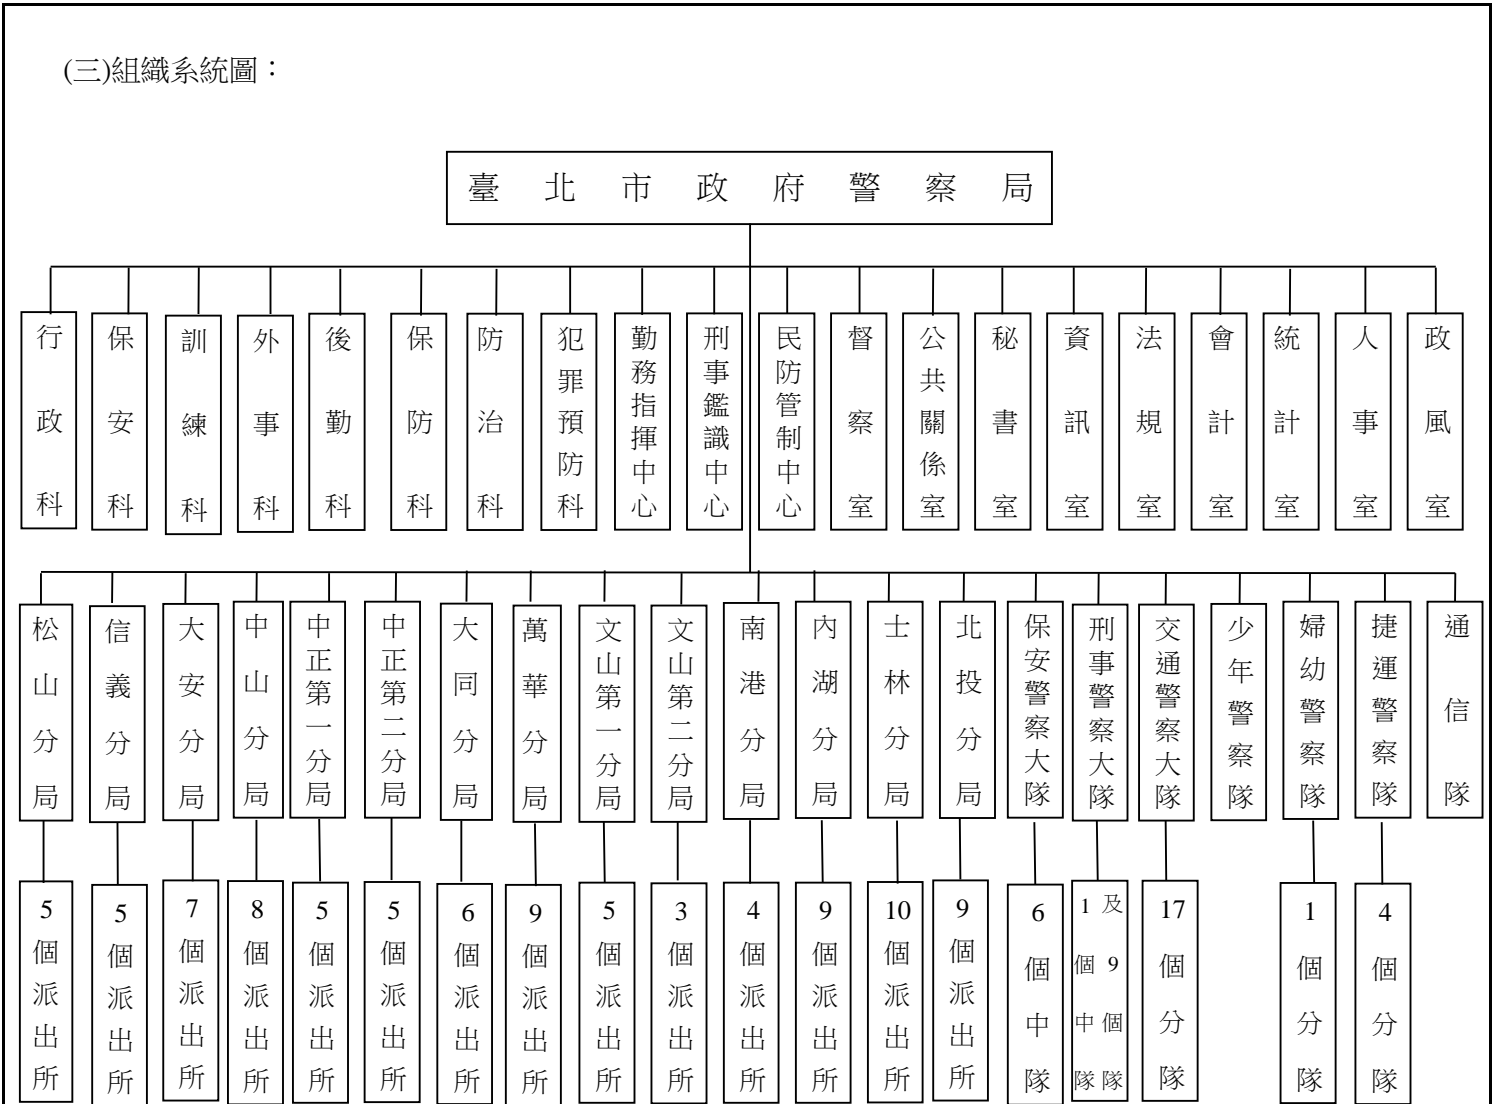 (三)組織系統圖：
臺北市政府警察局
行政科
保安科
訓練科
外事科
後勤科
保防科
防治科
犯罪預防科
勤務指揮中心
刑事鑑識中心
民防管制中心
督察室
公共關係室
秘書室
資訊室
法規室
會計室
統計室
人事室
政風室
松山分局
信義分局
大安分局
中山分局
中正第一分局
中正第二分局
大同分局
萬華分局
文山第一分局
文山第二分局
南港分局
內湖分局
士林分局
北投分局
保安警察大隊
刑事警察大隊
交通警察大隊
少年警察隊
婦幼警察隊
捷運警察隊
通信隊
5個派出所
5個派出所
7個派出所
8個派出所
5個派出所
5個派出所
6個派出所
9個派出所
5個派出所
3個派出所
4個派出所
9個派出所
10個派出所
9個派出所
6個中隊
1個中隊
及9個隊
17個分隊
1個分隊
4個分隊